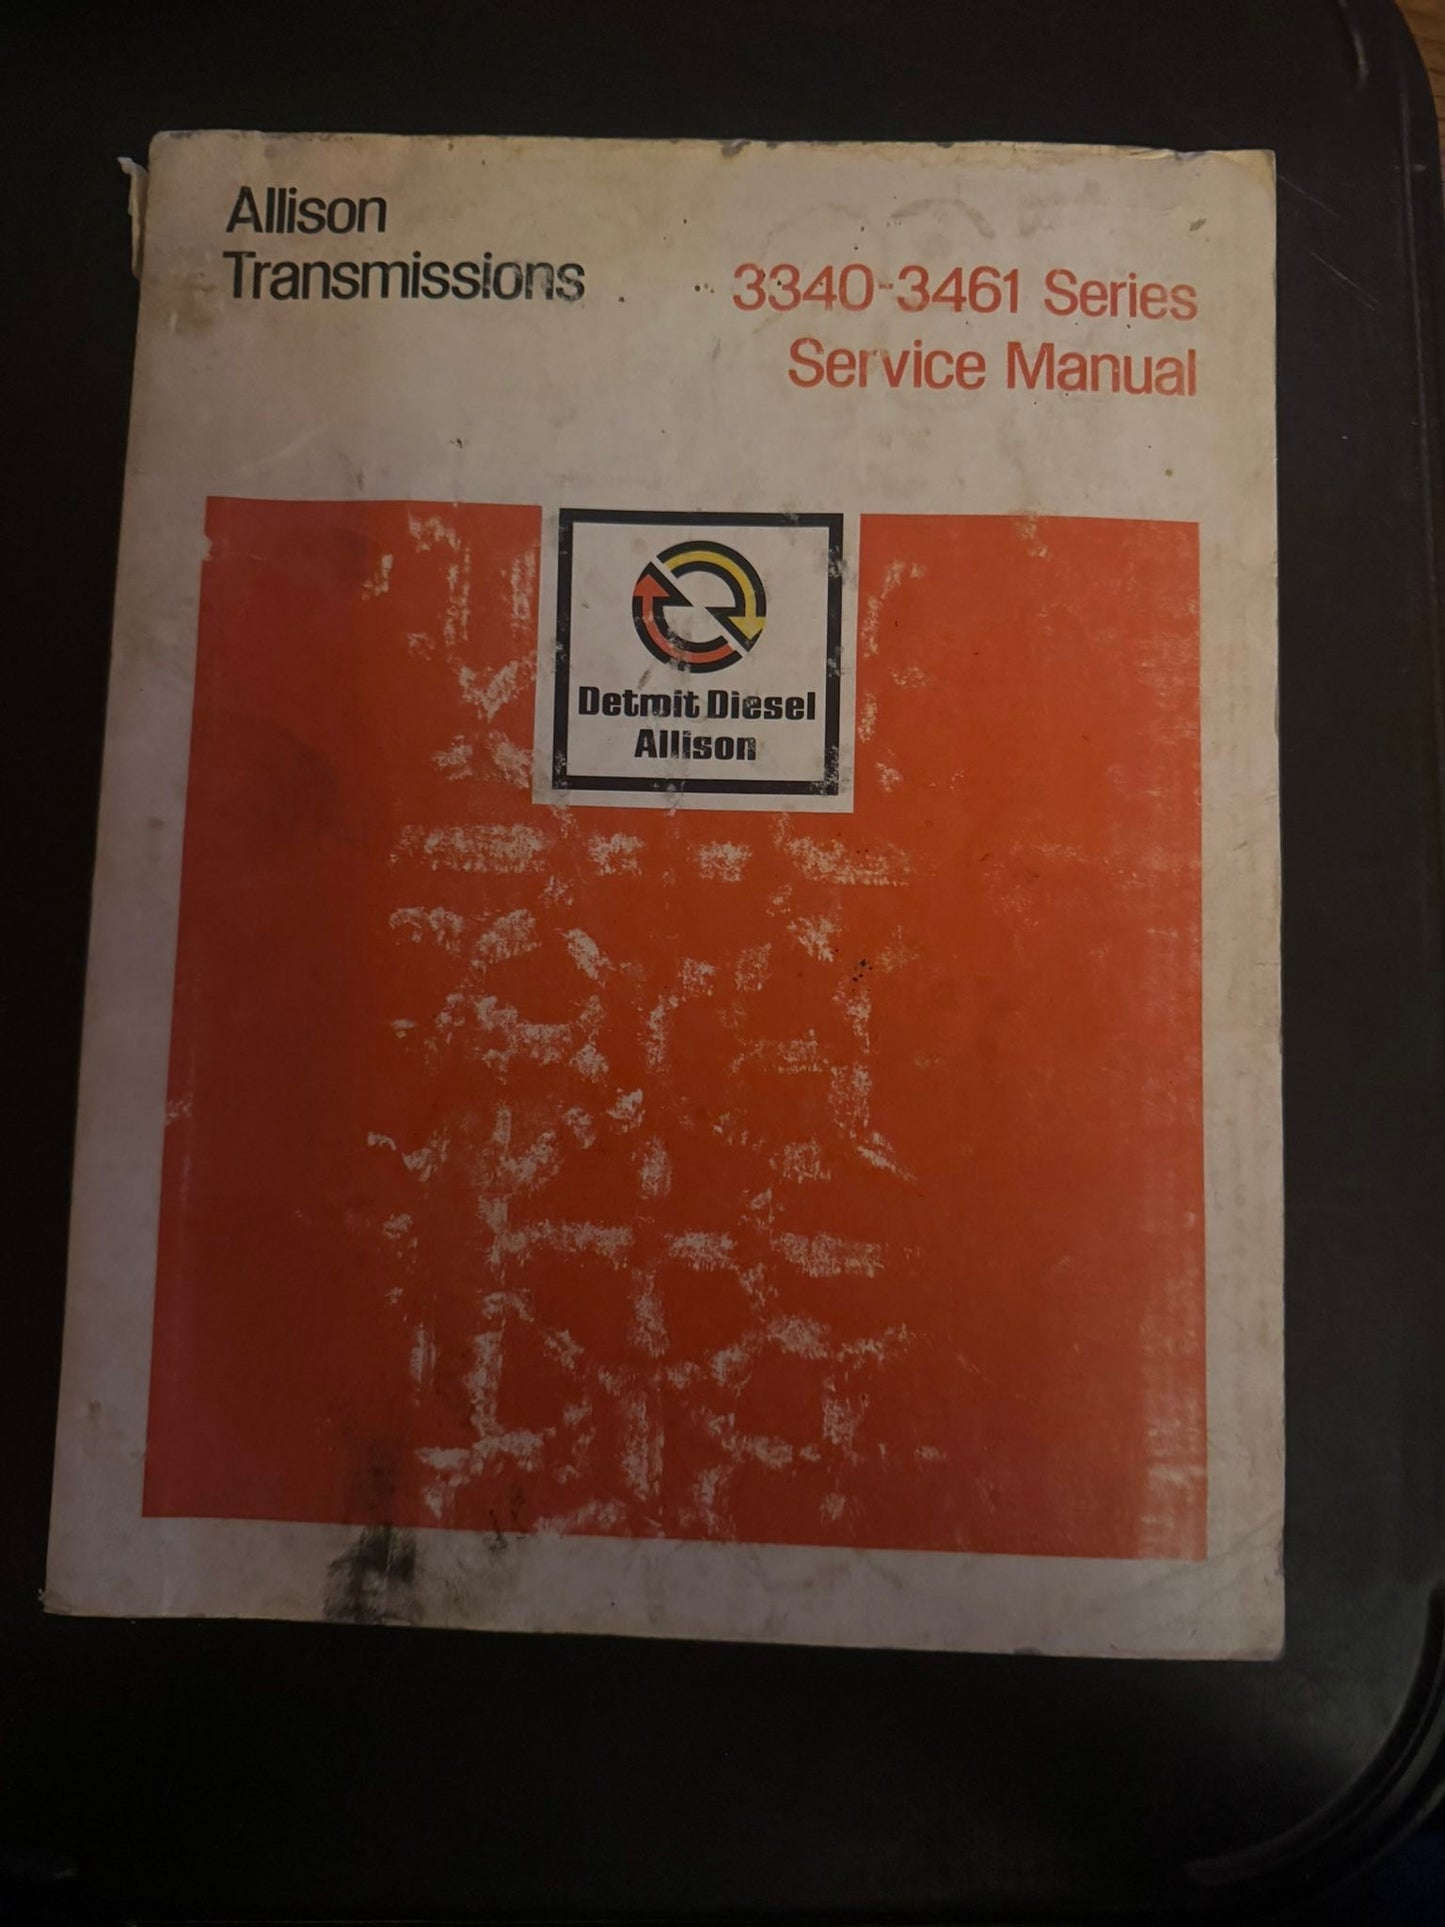 Allison
Transmissions
3340-3461 Series
Service Manual
Detroit Diesel
Allison